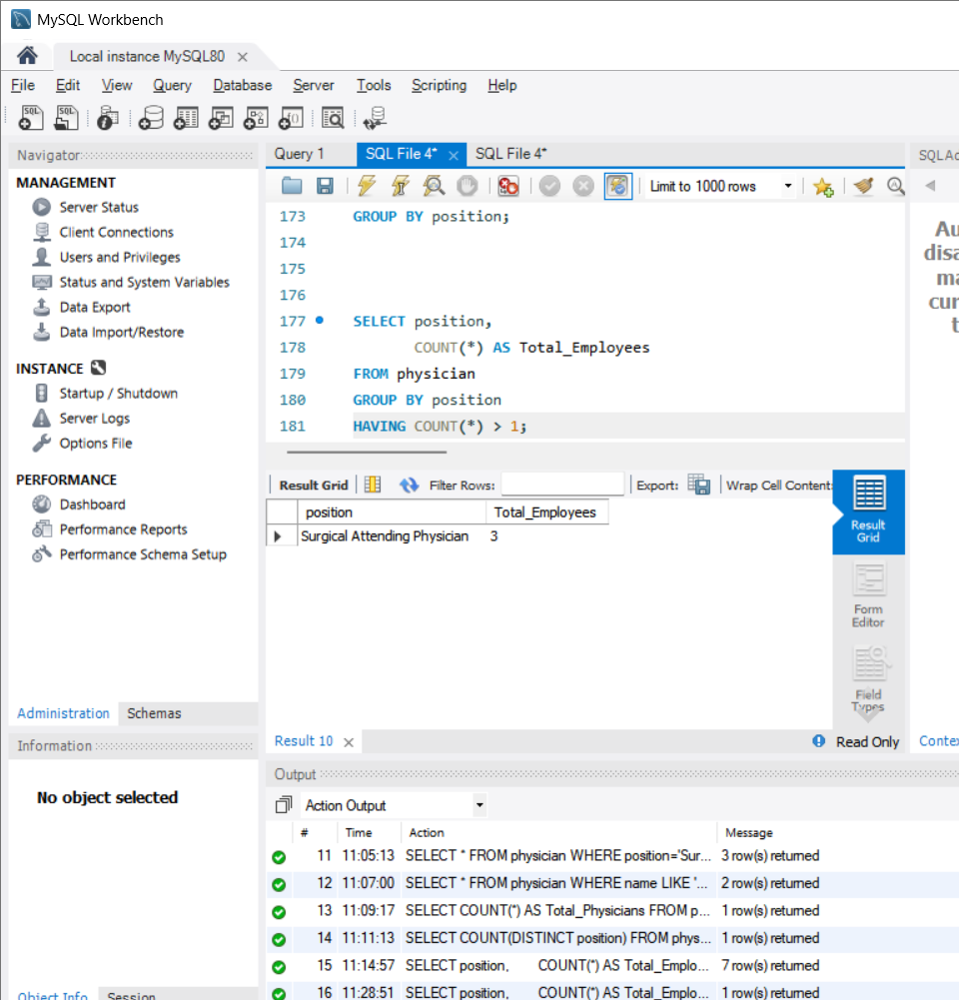 MySQL Workbench
Local instance MySQL80
File Edit View Query Database Server Tools Scripting Help
Navigator
MANAGEMENT
Server Status
Client Connections
Users and Privileges
Status and System Variables
Data Export
Data Import/Restore
INSTANCE
Startup / Shutdown
Server Logs
Options File
PERFORMANCE
Dashboard
Performance Reports
Performance Schema Setup
Administration Schemas
Information
No object selected
Object Info Session
Query 1 SQL File 4* SQL File 4*
Limit to 1000 rows
173 GROUP BY position;
174
175
176
177 SELECT position,
178 COUNT(*) AS Total_Employees
179 FROM physician
180 GROUP BY position
181 HAVING COUNT(*) > 1;
Result Grid Filter Rows: Export: Wrap Cell Content:
position Total_Employees
Surgical Attending Physician 3
Result Grid
Form Editor
Field Types
Result 10 Read Only
Output
Action Output
# Time Action Message
11 11:05:13 SELECT * FROM physician WHERE position='Sur... 3 row(s) returned
12 11:07:00 SELECT * FROM physician WHERE name LIKE '... 2 row(s) returned
13 11:09:17 SELECT COUNT(*) AS Total_Physicians FROM p... 1 row(s) returned
14 11:11:13 SELECT COUNT(DISTINCT position) FROM phys... 1 row(s) returned
15 11:14:57 SELECT position, COUNT(*) AS Total_Emplo... 7 row(s) returned
16 11:28:51 SELECT position, COUNT(*) AS Total_Emplo... 1 row(s) returned